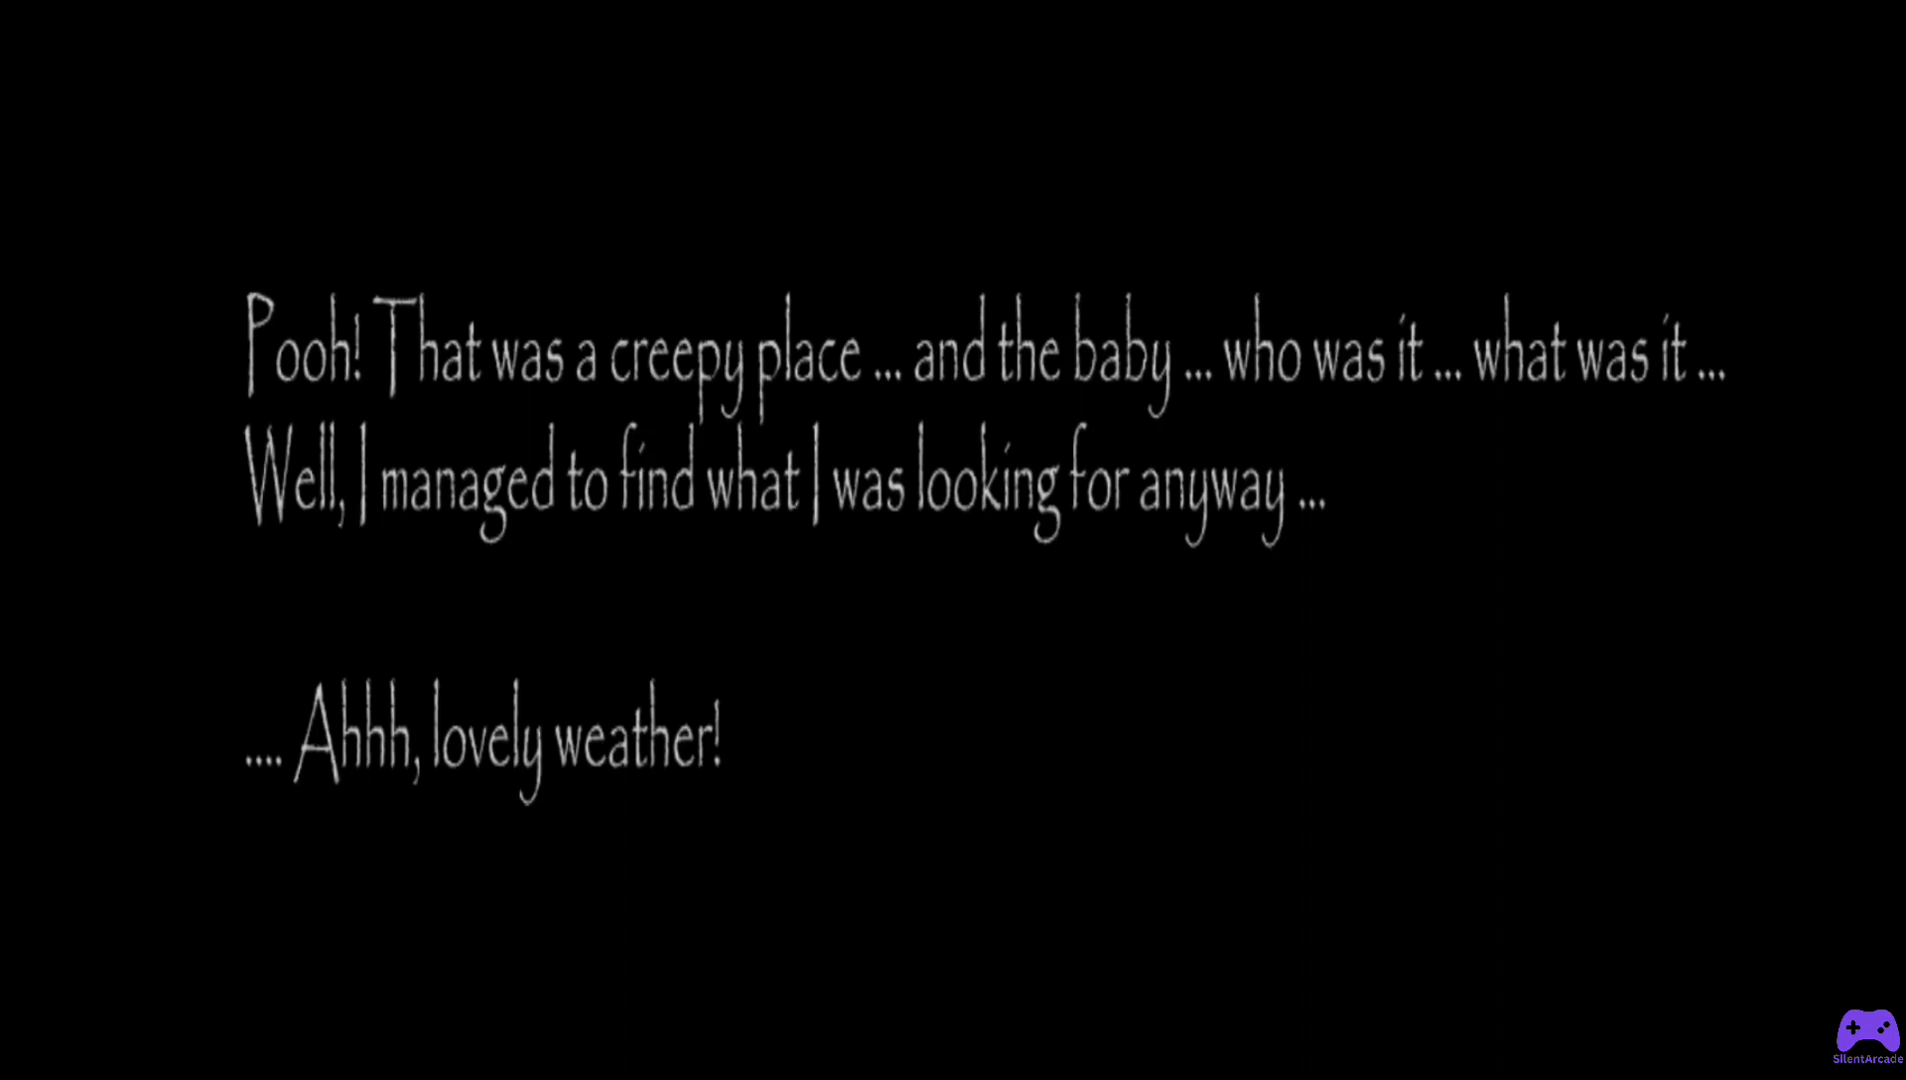 Pooh! That was a creepy place ... and the baby ... who was it ... what was it ...
Well, I managed to find what I was looking for anyway ...
.... Ahhh, lovely weather!
SilentArcade